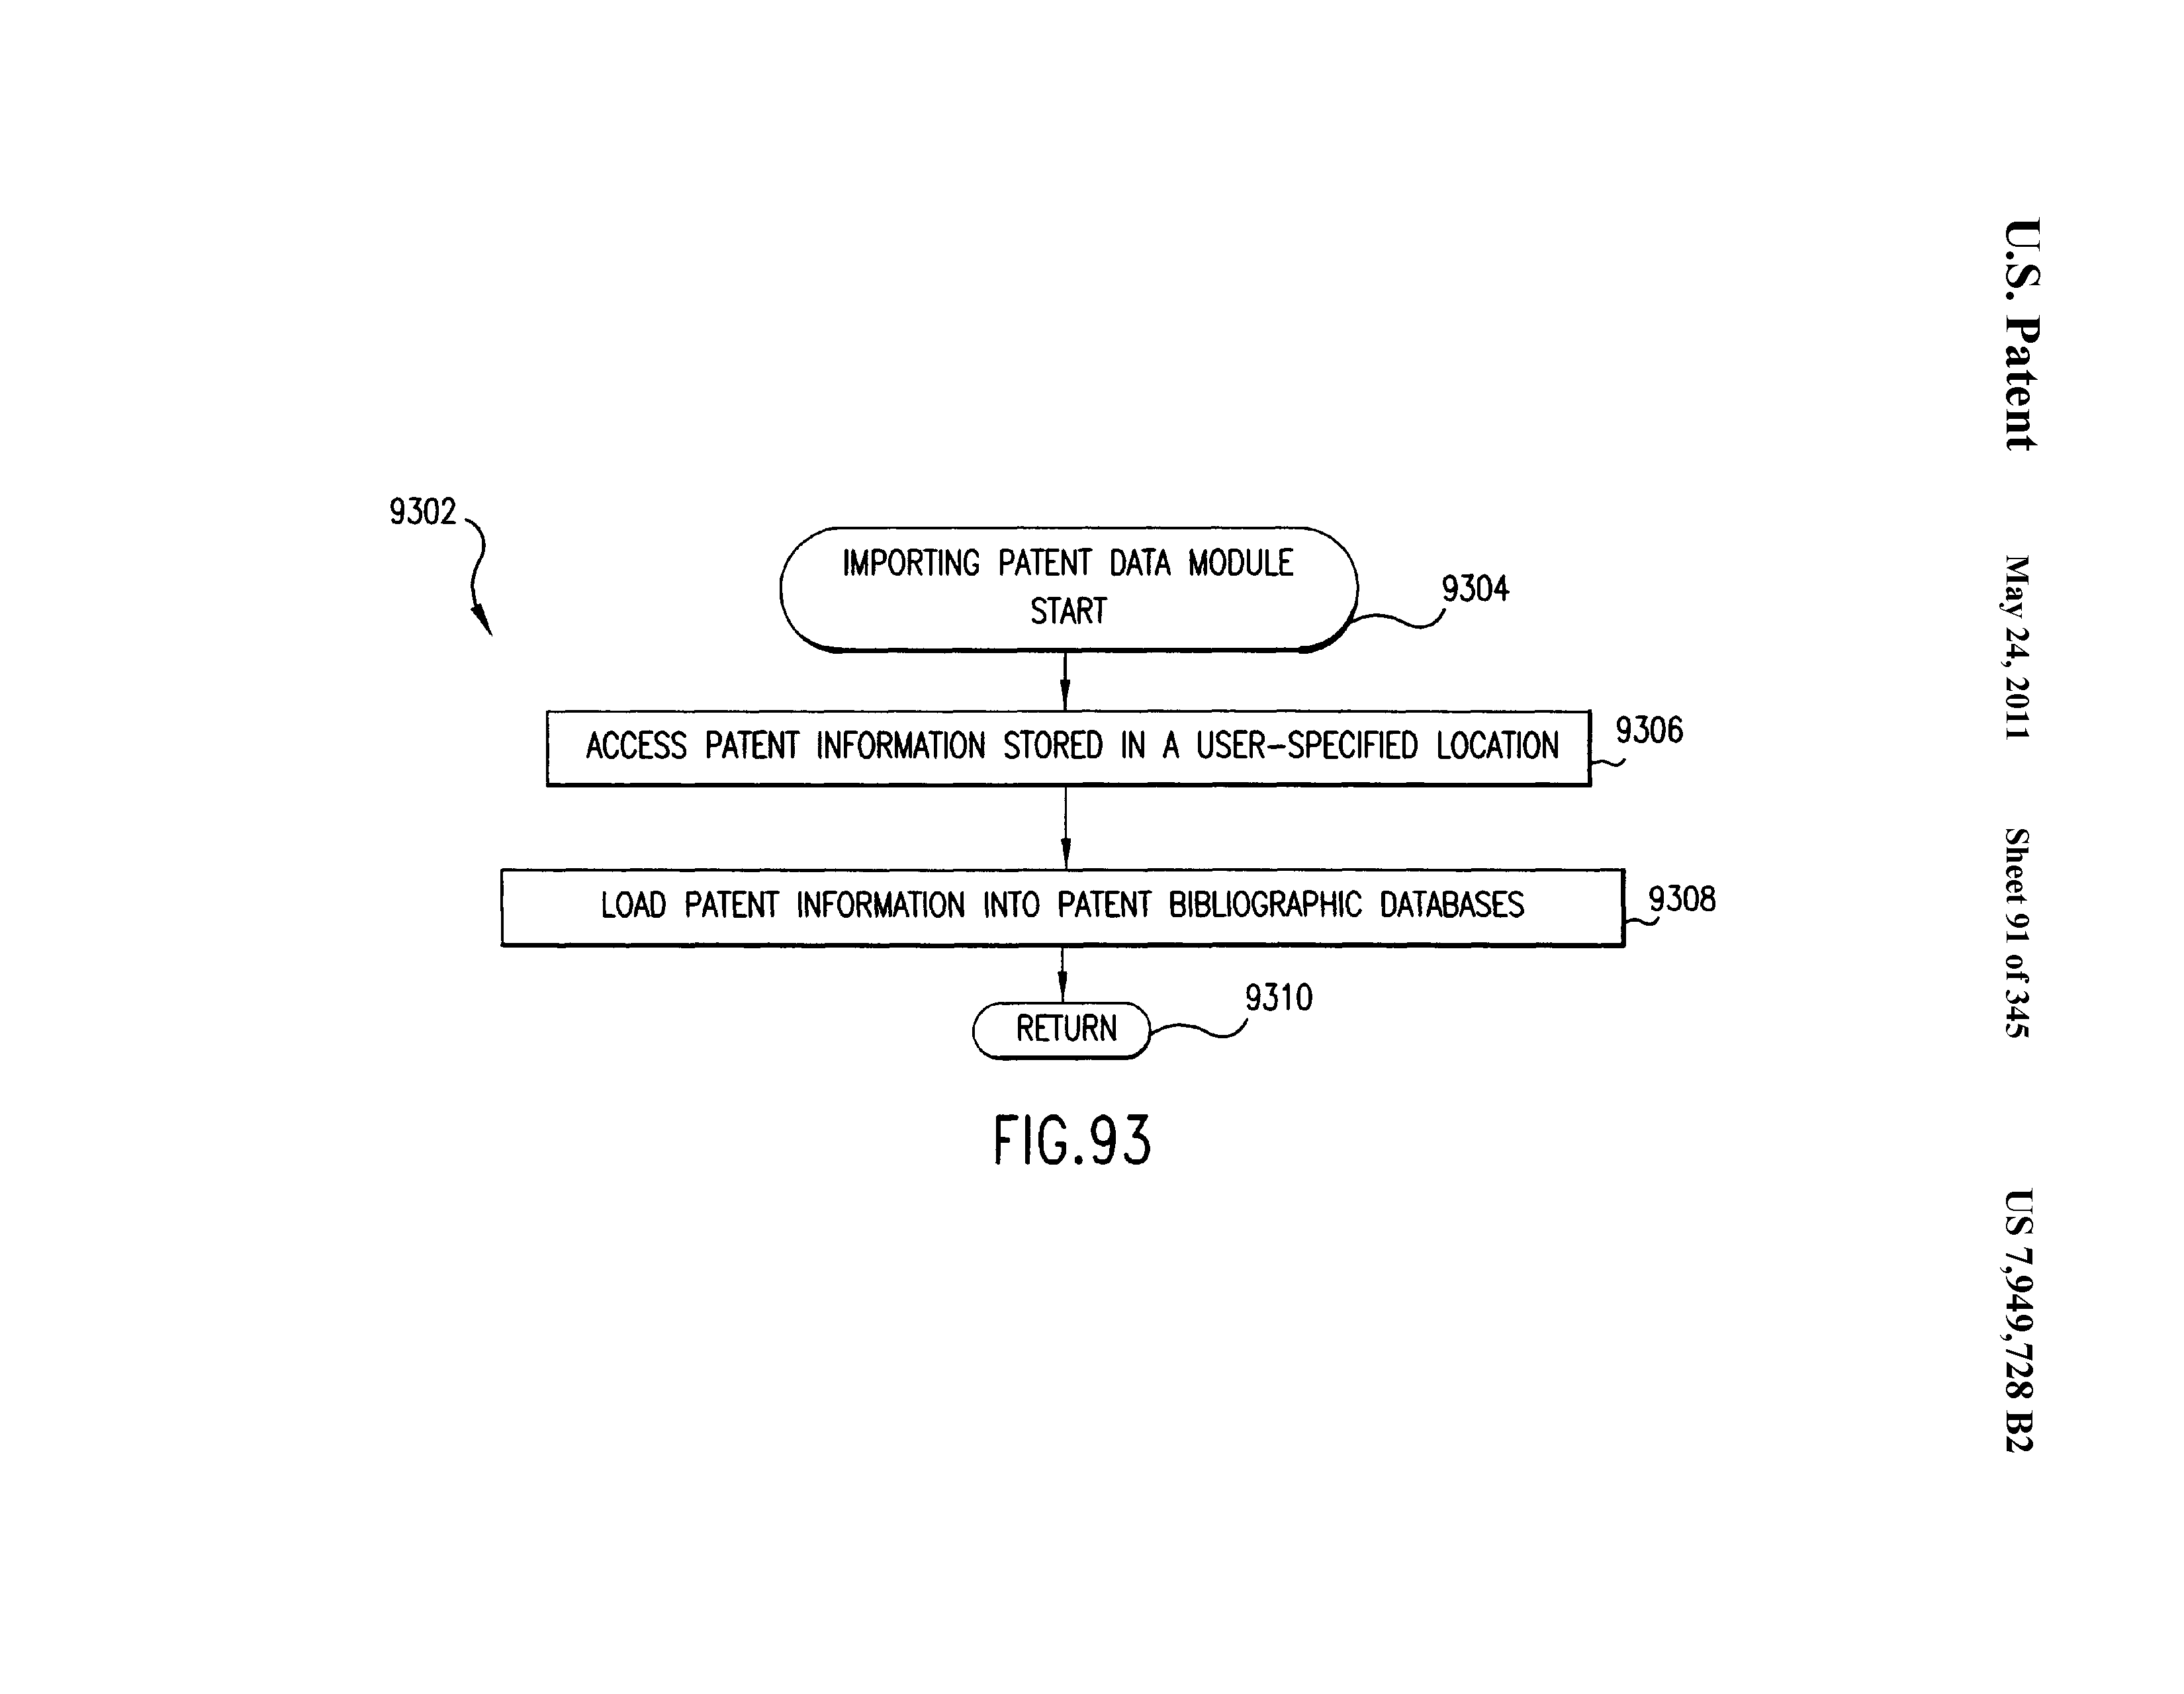 U.S. Patent May 24, 2011 Sheet 91 of 345 US 7,949,728 B2
9302
IMPORTING PATENT DATA MODULE
START
9304
ACCESS PATENT INFORMATION STORED IN A USER-SPECIFIED LOCATION
9306
LOAD PATENT INFORMATION INTO PATENT BIBLIOGRAPHIC DATABASES
9308
RETURN
9310
FIG.93